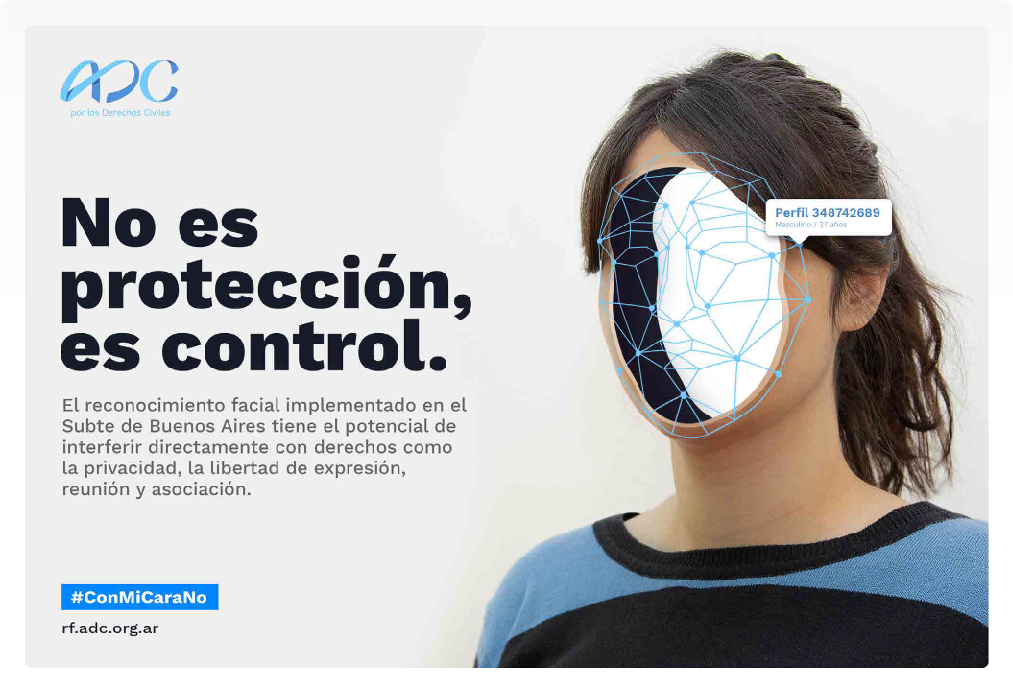 ADC
por los Derechos Civiles
No es
protección,
es control.
El reconocimiento facial implementado en el
Subte de Buenos Aires tiene el potencial de
interferir directamente con derechos como
la privacidad, la libertad de expresión,
reunión y asociación.
#ConMiCaraNo
rf.adc.org.ar
Perfil 348742689
Masculino / 27 años